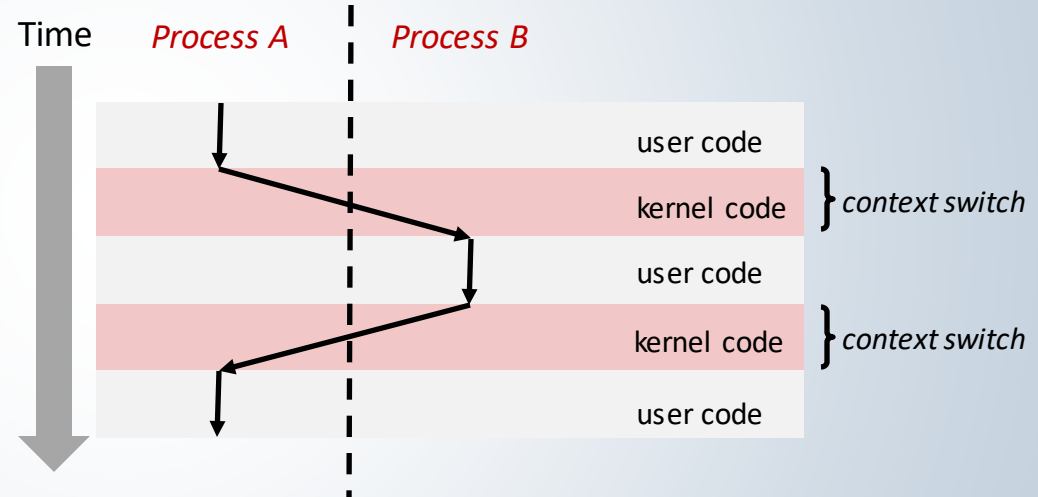 Time
Process A
Process B
user code
kernel code
context switch
user code
kernel code
context switch
user code